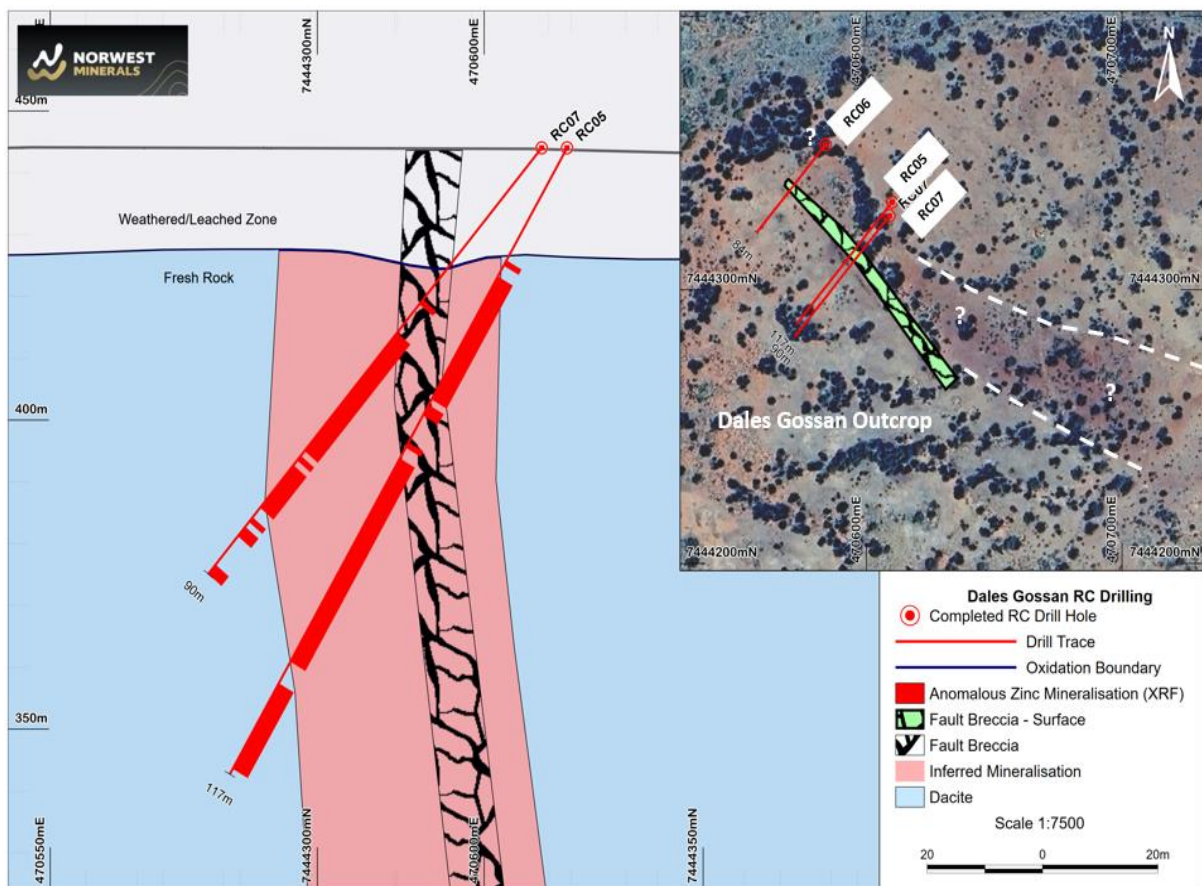 NORWEST
MINERALS
7444300mN
470600mE
450m
RC07
RC05
Weathered/Leached Zone
Fresh Rock
400m
90m
350m
117m
470550mE
7444300mN
470600mE
7444350mN
470600mE
470700mE
N
?
RC06
RC05
RC07
RC07
84m
7444300mN
7444300mN
117m
90m
?
?
Dales Gossan Outcrop
470600mE
470700mE
7444200mN
7444200mN
Dales Gossan RC Drilling
Completed RC Drill Hole
Drill Trace
Oxidation Boundary
Anomalous Zinc Mineralisation (XRF)
Fault Breccia - Surface
Fault Breccia
Inferred Mineralisation
Dacite
Scale 1:7500
20 0 20m